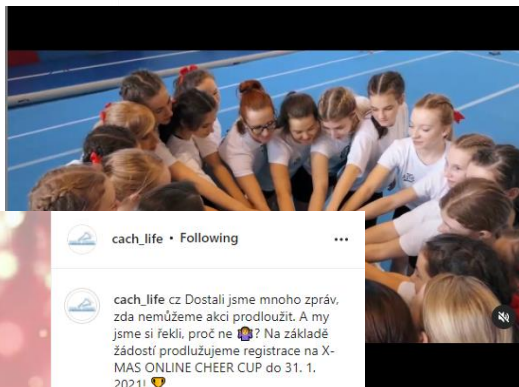 cach_life • Following
cach_life cz Dostali jsme mnoho zpráv,
zda nemůžeme akci prodloužit. A my
jsme si řekli, proč ne 🤷‍♀️? Na základě
žádostí prodlužujeme registrace na X-
MAS ONLINE CHEER CUP do 31. 1.
2021! 🏆